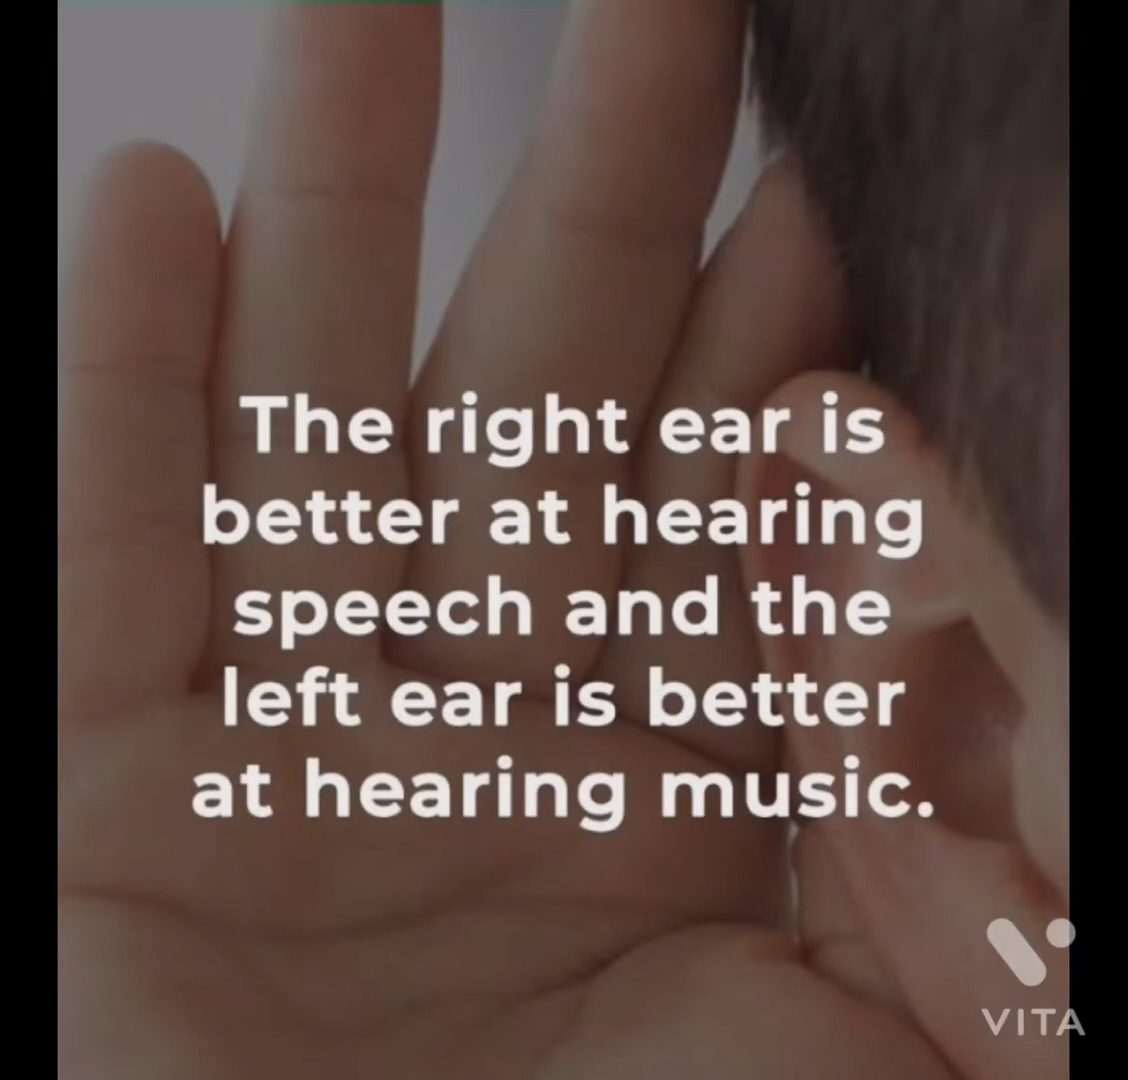 The right ear is
better at hearing
speech and the
left ear is better
at hearing music.
VITA